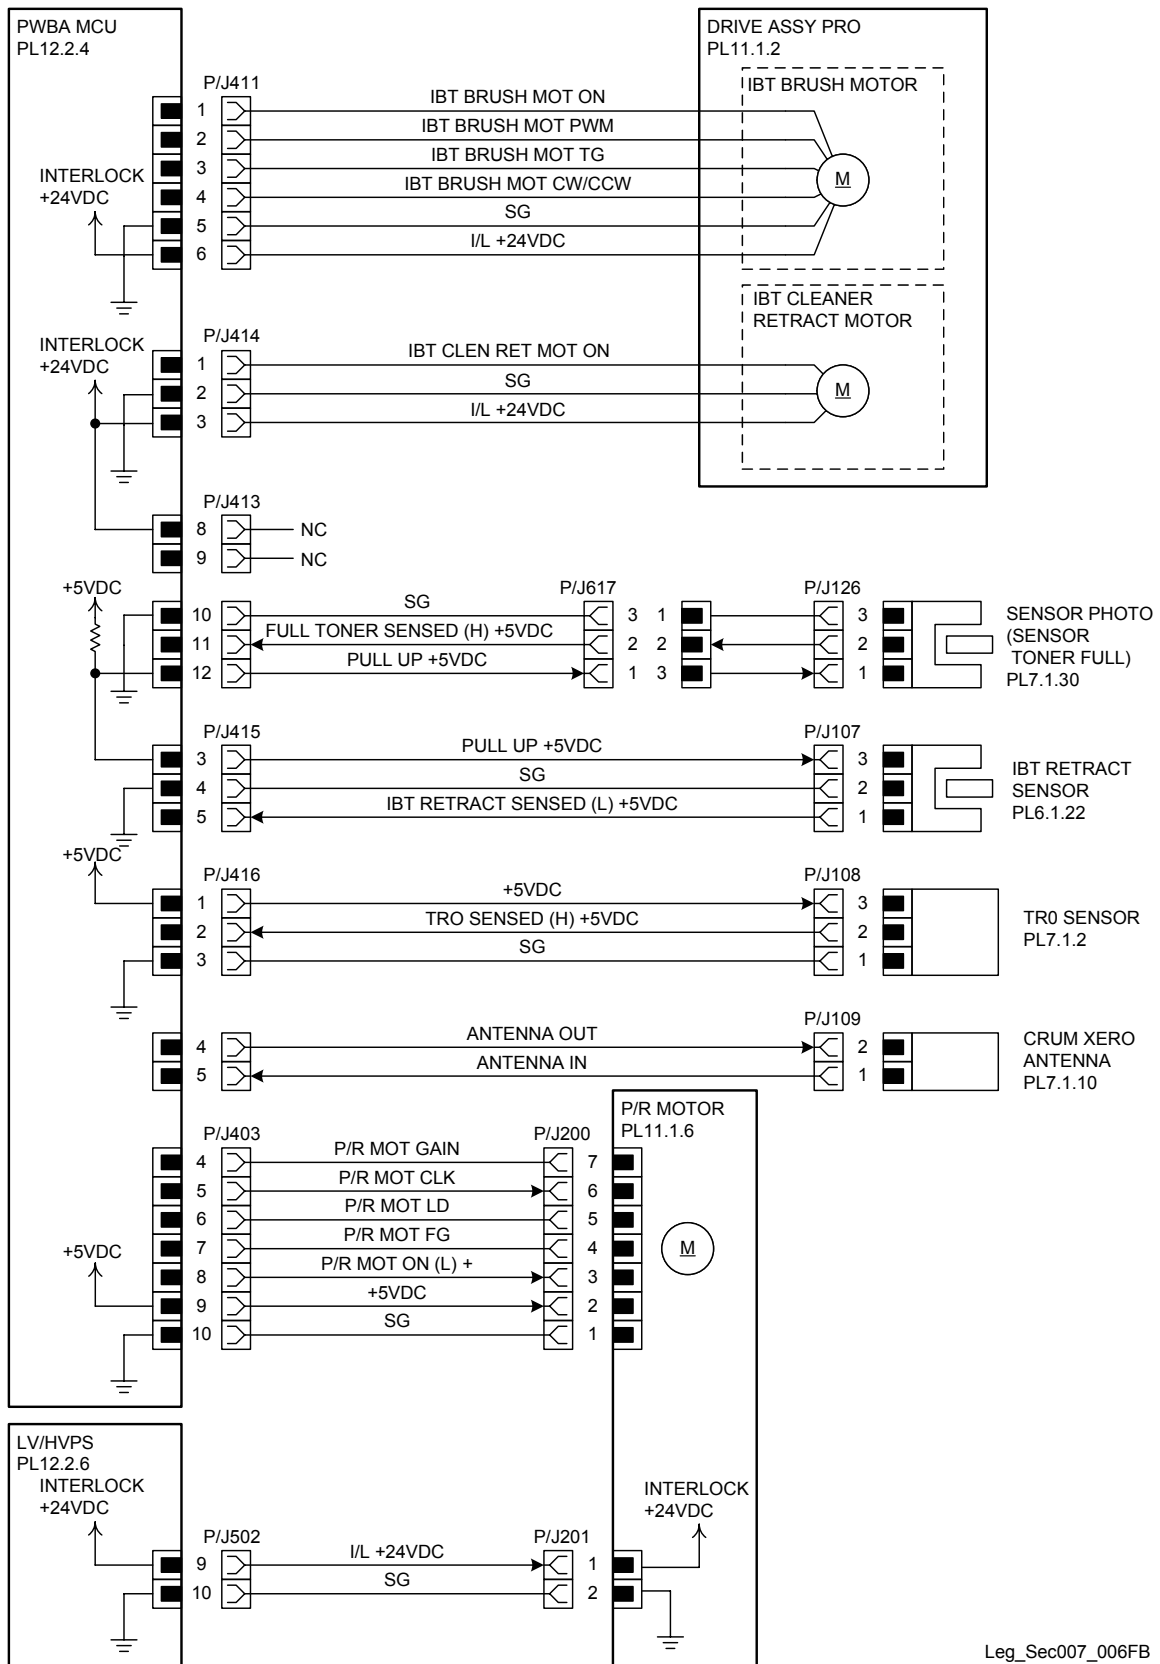 PWBA MCU
PL12.2.4
DRIVE ASSY PRO
PL11.1.2
P/J411
IBT BRUSH MOTOR
1 IBT BRUSH MOT ON
2 IBT BRUSH MOT PWM
3 IBT BRUSH MOT TG
INTERLOCK
+24VDC
4 IBT BRUSH MOT CW/CCW
M
5 SG
6 I/L +24VDC
IBT CLEANER
RETRACT MOTOR
P/J414
INTERLOCK
+24VDC
1 IBT CLEN RET MOT ON
2 SG
M
3 I/L +24VDC
P/J413
8 NC
9 NC
+5VDC
P/J617
P/J126
10 SG 3 1 3
11 FULL TONER SENSED (H) +5VDC 2 2 2
12 PULL UP +5VDC 1 3 1
SENSOR PHOTO
(SENSOR
TONER FULL)
PL7.1.30
P/J415
P/J107
3 PULL UP +5VDC 3
4 SG 2
5 IBT RETRACT SENSED (L) +5VDC 1
IBT RETRACT
SENSOR
PL6.1.22
+5VDC
P/J416
P/J108
1 +5VDC 3
2 TRO SENSED (H) +5VDC 2
3 SG 1
TR0 SENSOR
PL7.1.2
P/J109
4 ANTENNA OUT 2
5 ANTENNA IN 1
CRUM XERO
ANTENNA
PL7.1.10
P/R MOTOR
PL11.1.6
P/J403
P/J200
4 P/R MOT GAIN 7
5 P/R MOT CLK 6
6 P/R MOT LD 5
7 P/R MOT FG 4
M
+5VDC
8 P/R MOT ON (L) + 3
9 +5VDC 2
10 SG 1
LV/HVPS
PL12.2.6
INTERLOCK
+24VDC
INTERLOCK
+24VDC
P/J502
P/J201
9 I/L +24VDC 1
10 SG 2
Leg_Sec007_006FB